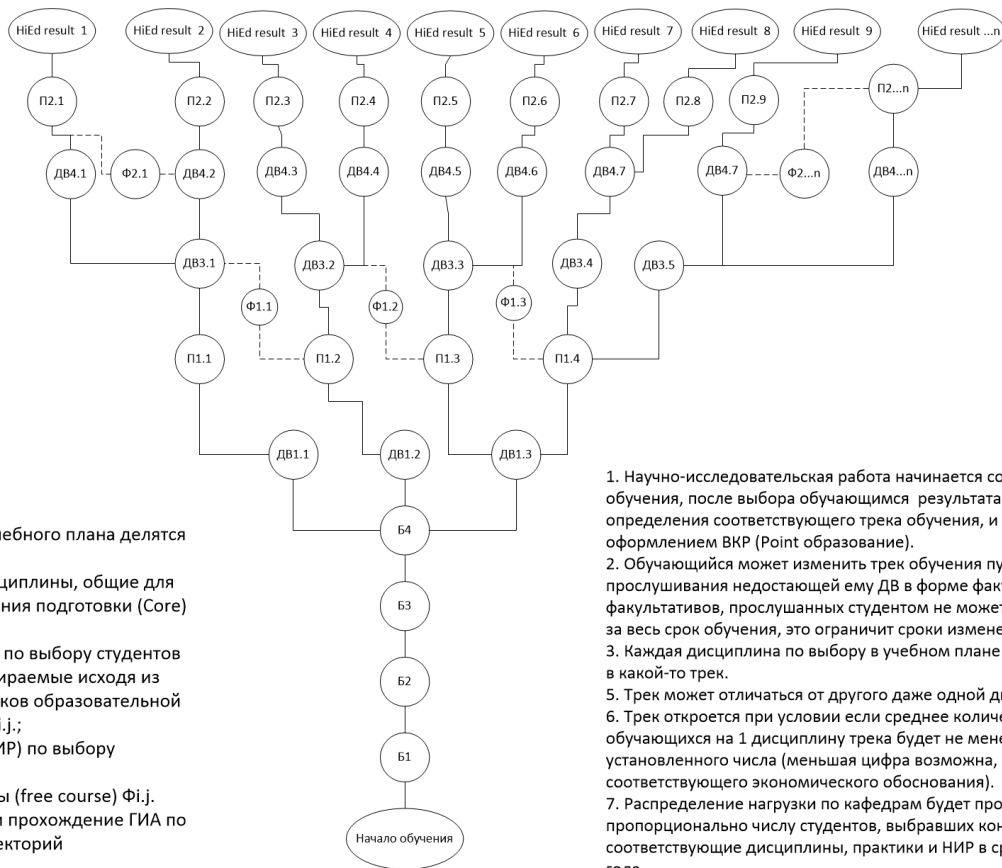 HiEd result 1
HiEd result 2
HiEd result 3
HiEd result 4
HiEd result 5
HiEd result 6
HiEd result 7
HiEd result 8
HiEd result 9
HiEd result ...n
П2.1
П2.2
П2.3
П2.4
П2.5
П2.6
П2.7
П2.8
П2.9
П2...n
ДВ4.1
Ф2.1
ДВ4.2
ДВ4.3
ДВ4.4
ДВ4.5
ДВ4.6
ДВ4.7
ДВ4.7
Ф2...n
ДВ4...n
ДВ3.1
ДВ3.2
ДВ3.3
ДВ3.4
ДВ3.5
Ф1.1
Ф1.2
Ф1.3
П1.1
П1.2
П1.3
П1.4
ДВ1.1
ДВ1.2
ДВ1.3
Б4
Б3
Б2
Б1
Начало обучения
чебного плана делятся
циплины, общие для
ния подготовки (Core)
по выбору студентов
ираемые исходя из
ков образовательной
i.j.;
ИР) по выбору
ы (free course) Фi.j.
и прохождение ГИА по
екторий
1. Научно-исследовательская работа начинается со
обучения, после выбора обучающимся результата
определения соответствующего трека обучения, и
оформлением ВКР (Point образование).
2. Обучающийся может изменить трек обучения пу
прослушивания недостающей ему ДВ в форме фак
факультативов, прослушанных студентом не может
за весь срок обучения, это ограничит сроки измене
3. Каждая дисциплина по выбору в учебном плане
в какой-то трек.
5. Трек может отличаться от другого даже одной ди
6. Трек откроется при условии если среднее количе
обучающихся на 1 дисциплину трека будет не мене
установленного числа (меньшая цифра возможна,
соответствующего экономического обоснования).
7. Распределение нагрузки по кафедрам будет про
пропорционально числу студентов, выбравших кон
соответствующие дисциплины, практики и НИР в ср